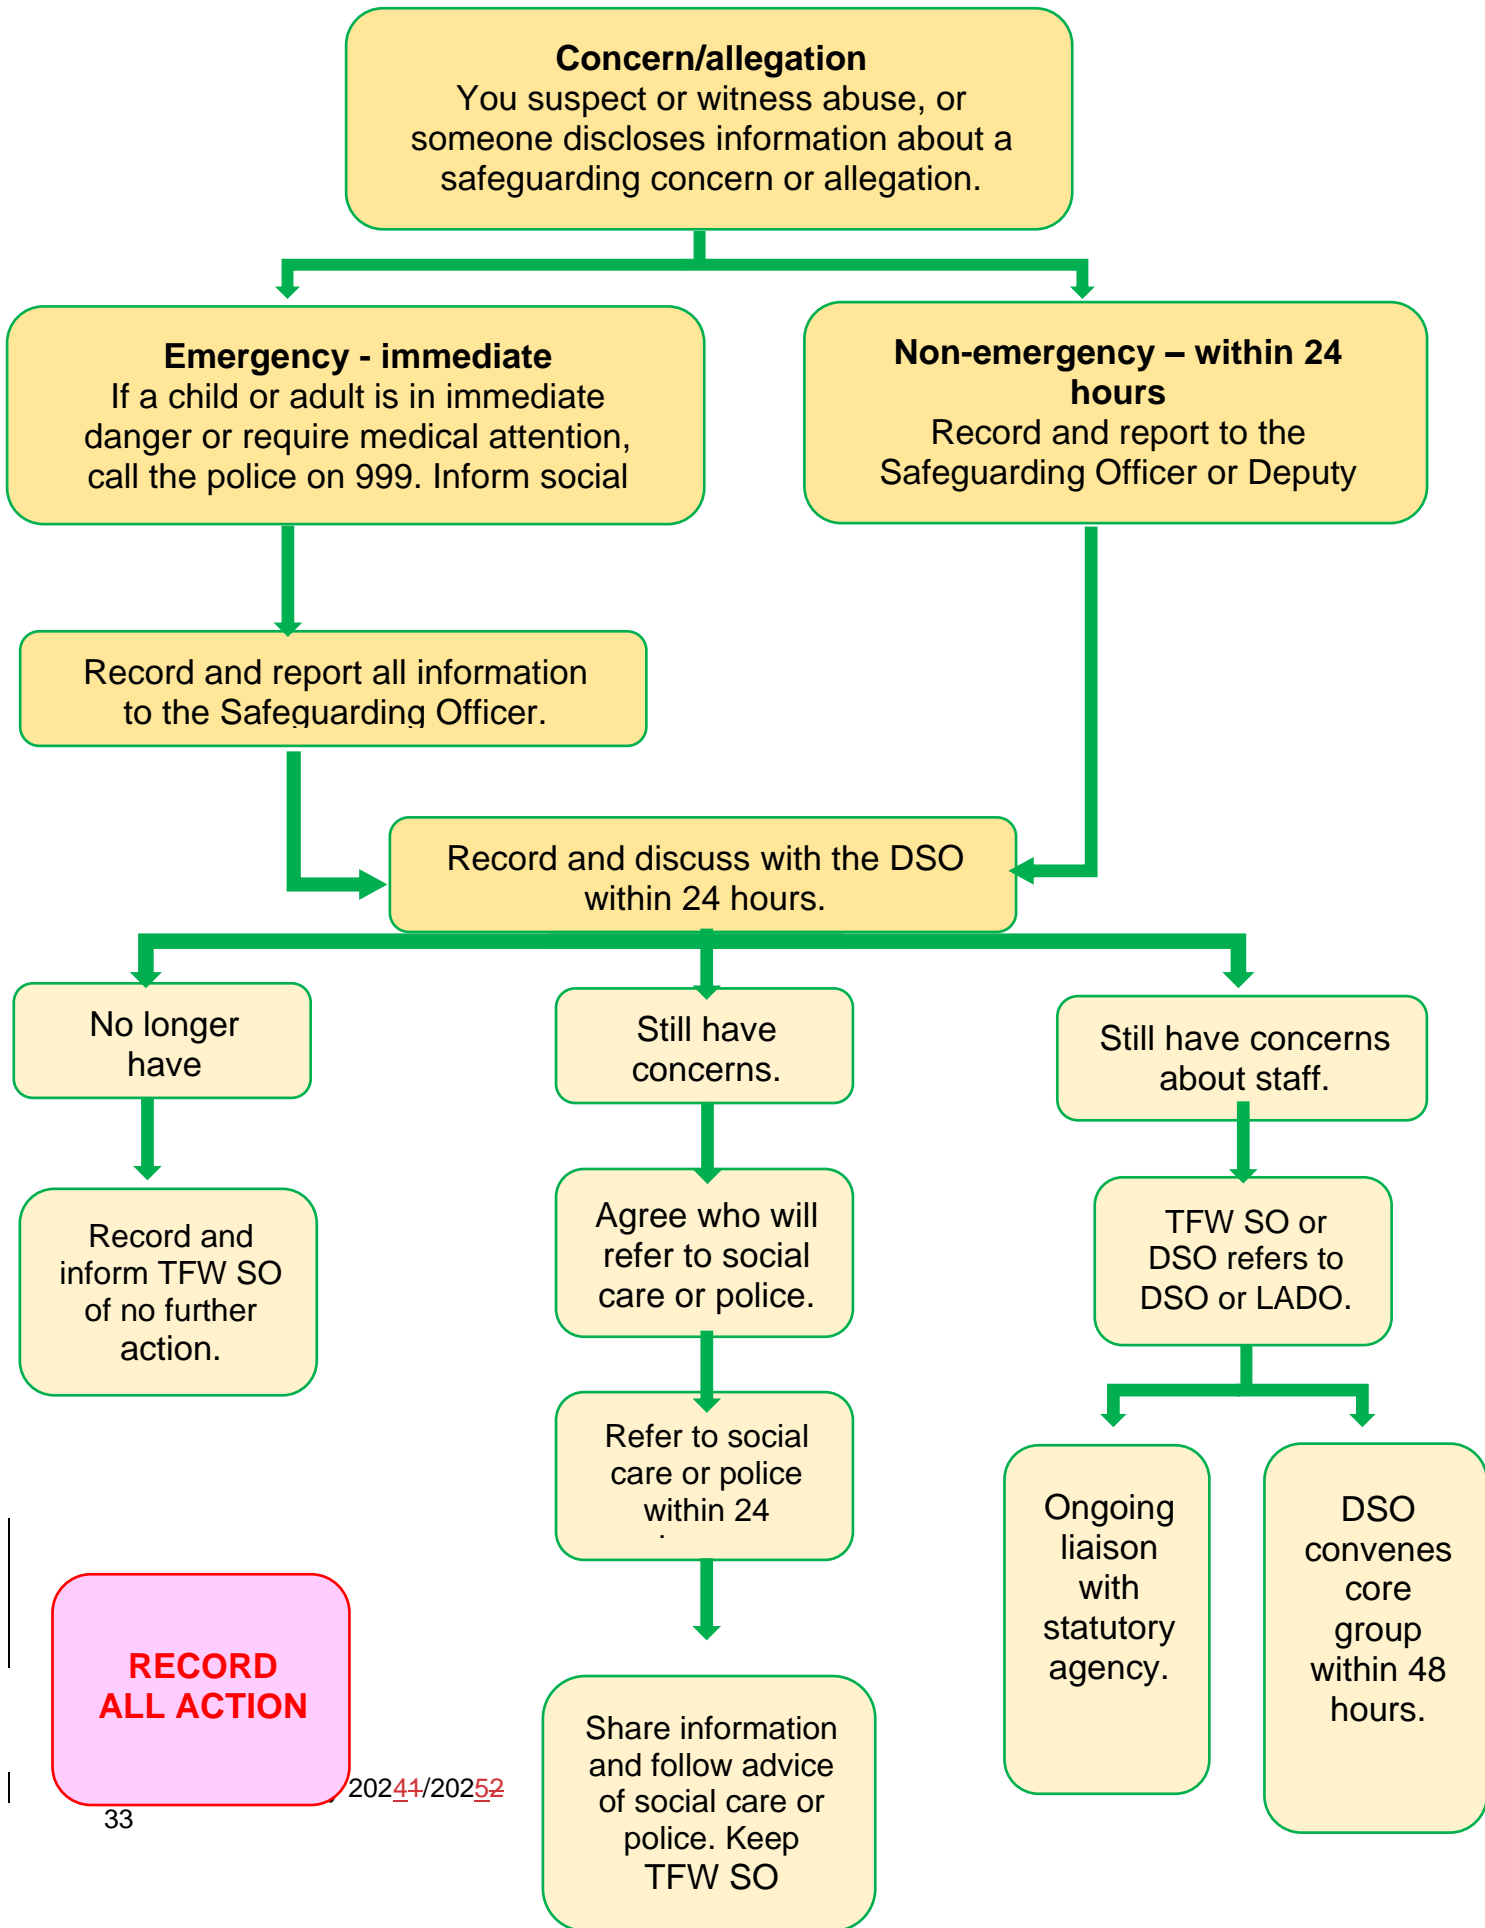 Concern/allegation
You suspect or witness abuse, or
someone discloses information about a
safeguarding concern or allegation.
Emergency - immediate
If a child or adult is in immediate
danger or require medical attention,
call the police on 999. Inform social
Non-emergency – within 24
hours
Record and report to the
Safeguarding Officer or Deputy
Record and report all information
to the Safeguarding Officer.
Record and discuss with the DSO
within 24 hours.
No longer
have
Still have
concerns.
Still have concerns
about staff.
Record and
inform TFW SO
of no further
action.
Agree who will
refer to social
care or police.
TFW SO or
DSO refers to
DSO or LADO.
Refer to social
care or police
within 24
Ongoing
liaison
with
statutory
agency.
DSO
convenes
core
group
within 48
hours.
RECORD
ALL ACTION
Share information
and follow advice
of social care or
police. Keep
TFW SO
20241/20252
33